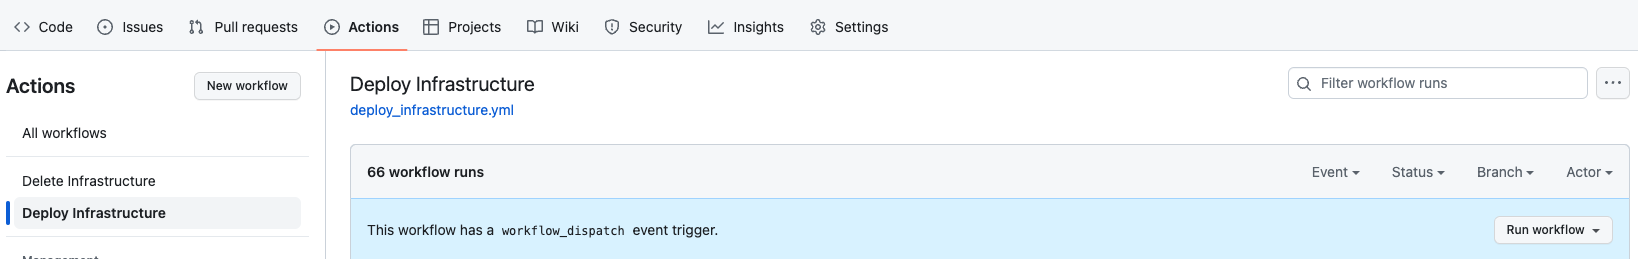 Code Issues Pull requests Actions Projects Wiki Security Insights Settings
Actions
New workflow
All workflows
Delete Infrastructure
Deploy Infrastructure
Management
Deploy Infrastructure
deploy_infrastructure.yml
Filter workflow runs
66 workflow runs
Event Status Branch Actor
This workflow has a workflow_dispatch event trigger.
Run workflow